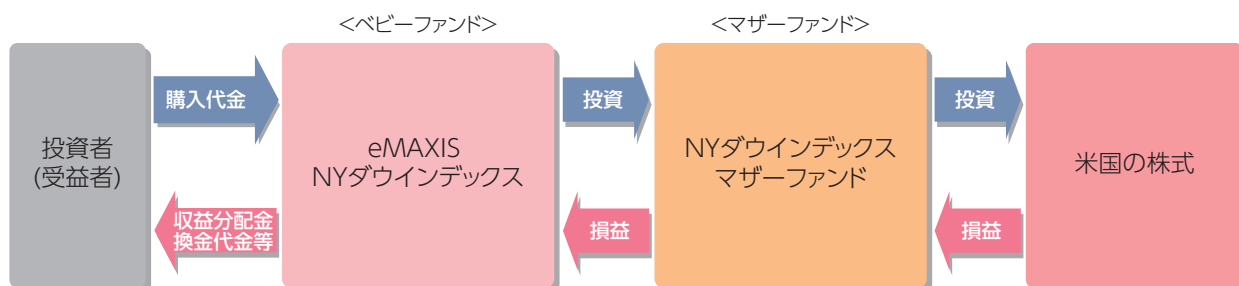 <ベビーファンド>
<マザーファンド>
購入代金
投資
投資
投資者
(受益者)
eMAXIS
NYダウインデックス
NYダウインデックス
マザーファンド
米国の株式
収益分配金
換金代金等
損益
損益